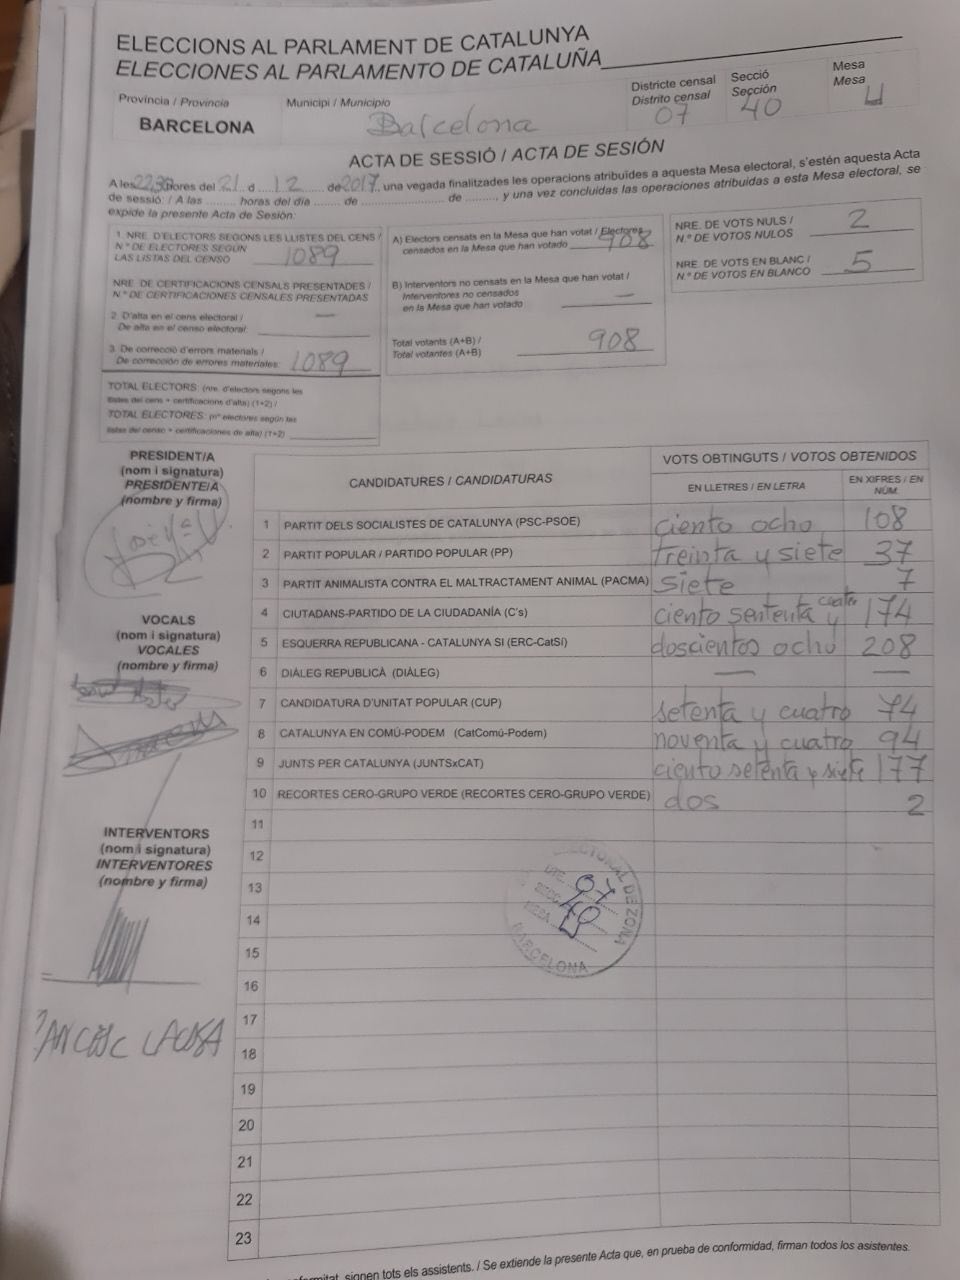 ELECCIONS AL PARLAMENT DE CATALUNYA
ELECCIONES AL PARLAMENTO DE CATALUÑA
Província / Provincia
BARCELONA
Municipi / Municipio
Barcelona
Districte censal
Distrito censal
07
Secció
Sección
40
Mesa
Mesa
U
ACTA DE SESSIÓ / ACTA DE SESIÓN
A les 22,30 hores del 21 d 12 de 2017, una vegada finalitzades les operacions atribuïdes a aquesta Mesa electoral, s'estén aquesta Acta
de sessió: / A las ......... horas del día ........ de ........................ de ........., y una vez concluidas las operaciones atribuidas a esta Mesa electoral, se
expide la presente Acta de Sesión:
1. NRE. D'ELECTORS SEGONS LES LLISTES DEL CENS /
N.º DE ELECTORES SEGÚN
LAS LISTAS DEL CENSO 1089
NRE. DE CERTIFICACIONS CENSALS PRESENTADES /
N.º DE CERTIFICACIONES CENSALES PRESENTADAS
2. D'alta en el cens electoral / —
De alta en el censo electoral:
3. De correcció d'errors materials /
De corrección de errores materiales: 1089
TOTAL ELECTORS: (nre. d'electors segons les
llistes del cens + certificacions d'alta) (1+2) /
TOTAL ELECTORES: (nº electores según las
listas del censo + certificaciones de alta) (1+2)
A) Electors censats en la Mesa que han votat / Electores
censados en la Mesa que han votado 908
B) Interventors no censats en la Mesa que han votat /
Interventores no censados
en la Mesa que han votado —
Total votants (A+B) /
Total votantes (A+B) 908
NRE. DE VOTS NULS /
N.º DE VOTOS NULOS 2
NRE. DE VOTS EN BLANC /
N.º DE VOTOS EN BLANCO 5
PRESIDENT/A
(nom i signatura)
PRESIDENTE/A
(nombre y firma)
VOCALS
(nom i signatura)
VOCALES
(nombre y firma)
INTERVENTORS
(nom i signatura)
INTERVENTORES
(nombre y firma)
CANDIDATURES / CANDIDATURAS
VOTS OBTINGUTS / VOTOS OBTENIDOS
EN LLETRES / EN LETRA
EN XIFRES / EN NÚM.
1 PARTIT DELS SOCIALISTES DE CATALUNYA (PSC-PSOE) ciento ocho 108
2 PARTIT POPULAR / PARTIDO POPULAR (PP) treinta y siete 37
3 PARTIT ANIMALISTA CONTRA EL MALTRACTAMENT ANIMAL (PACMA) siete 7
4 CIUTADANS-PARTIDO DE LA CIUDADANÍA (C's) ciento sententa y 174
5 ESQUERRA REPUBLICANA - CATALUNYA SI (ERC-CatSí) doscientos ocho 208
6 DIÀLEG REPUBLICÀ (DIÀLEG) — —
7 CANDIDATURA D'UNITAT POPULAR (CUP) setenta y cuatro 74
8 CATALUNYA EN COMÚ-PODEM (CatComú-Podem) noventa y cuatro 94
9 JUNTS PER CATALUNYA (JUNTSxCAT) ciento setenta y siete 177
10 RECORTES CERO-GRUPO VERDE (RECORTES CERO-GRUPO VERDE) dos 2
11
12
13
14
15
16
17
18
19
20
21
22
23
ELECTORAL DE ZONA
DTE. 07
SECC. 40
MESA U
BARCELONA
signen tots els assistents. / Se extiende la presente Acta que, en prueba de conformidad, firman todos los asistentes.